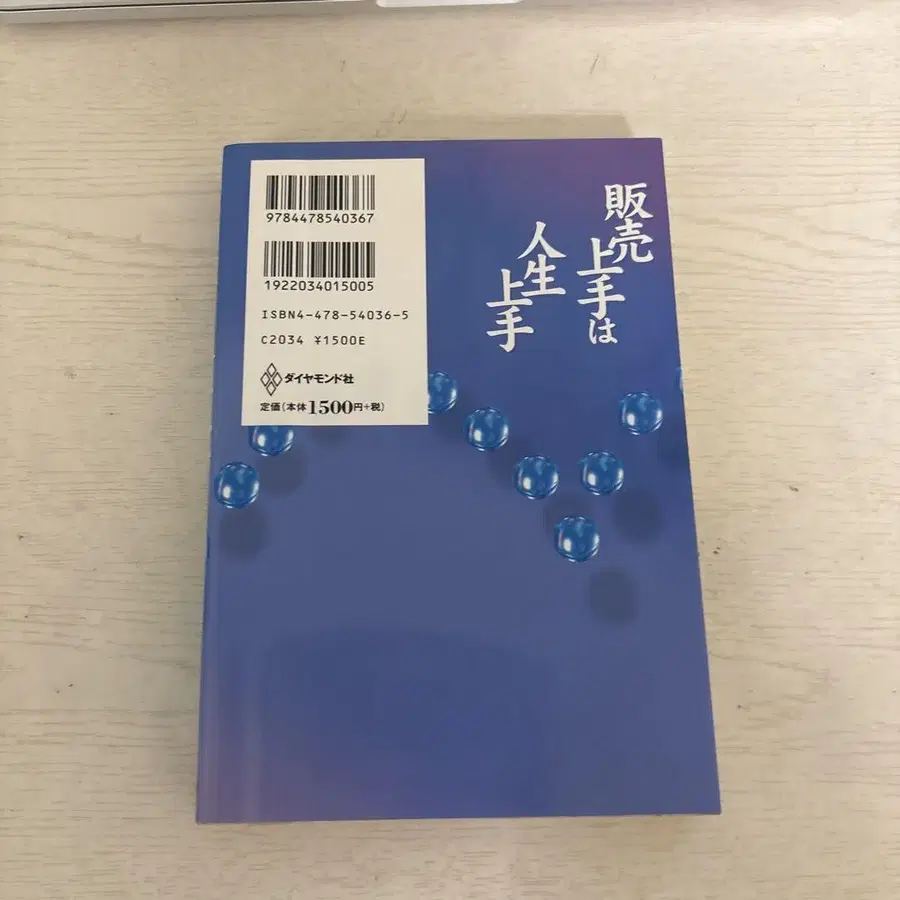 9784478540367
1922034015005
ISBN4-478-54036-5
C2034 ¥1500E
ダイヤモンド社
定価(本体1500円+税)
販売上手は
人生上手